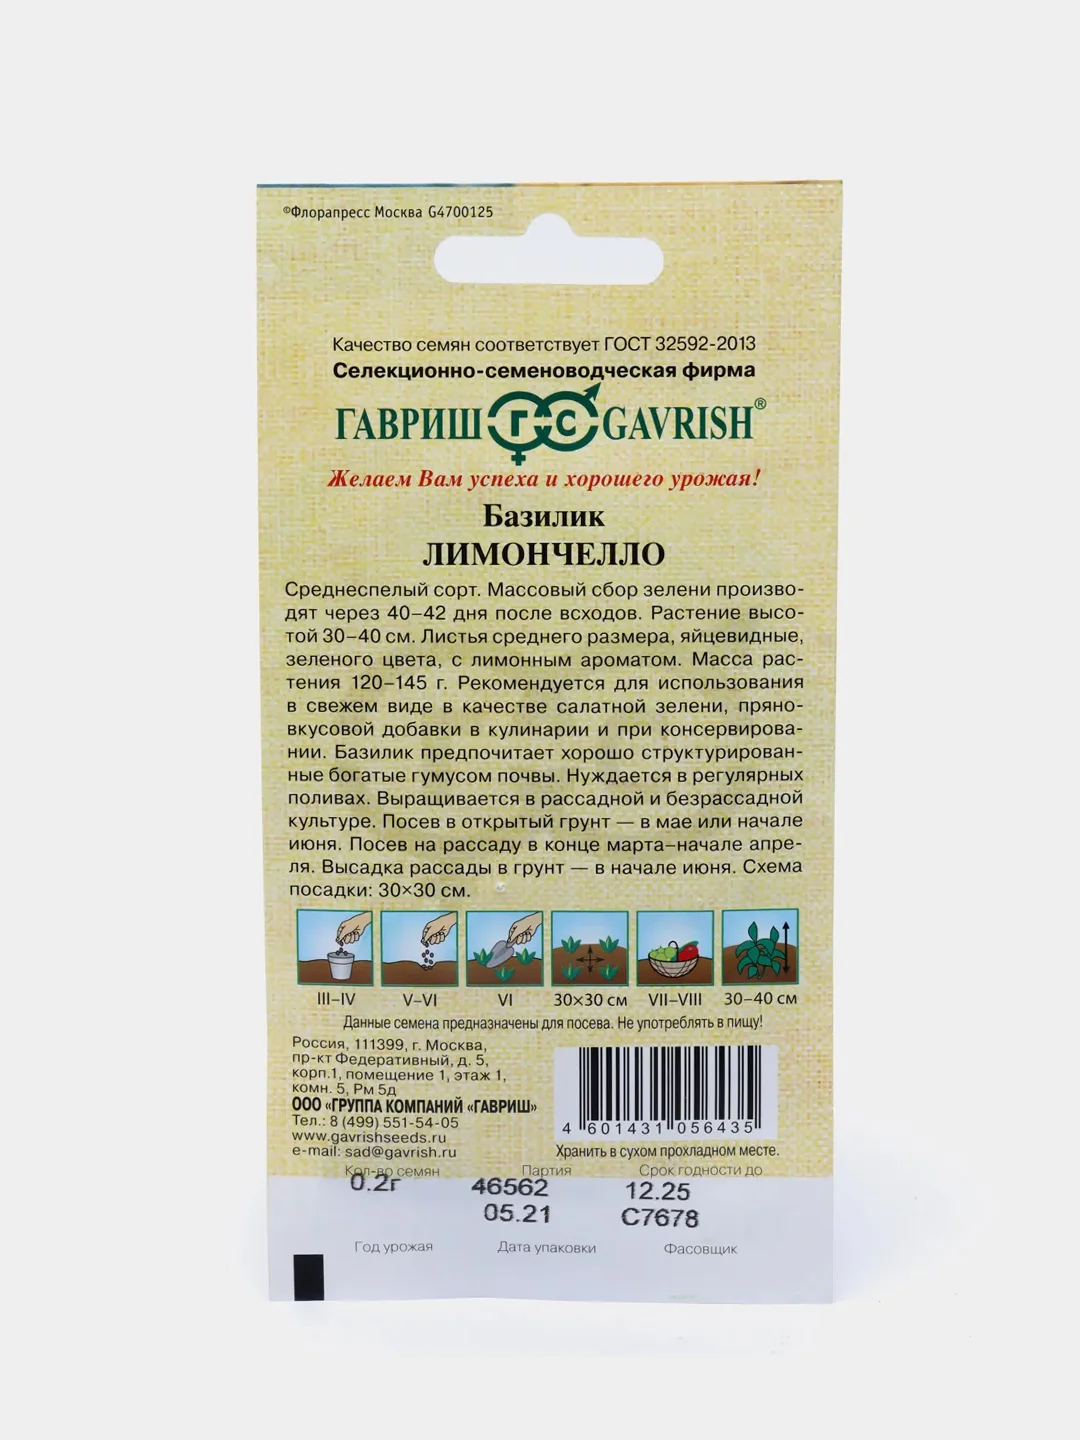 ©Флорапресс Москва G4700125
Качество семян соответствует ГОСТ 32592-2013
Селекционно-семеноводческая фирма
ГАВРИШ ГС GAVRISH®
Желаем Вам успеха и хорошего урожая!
Базилик
ЛИМОНЧЕЛЛО
Среднеспелый сорт. Массовый сбор зелени произво-
дят через 40–42 дня после всходов. Растение высо-
той 30–40 см. Листья среднего размера, яйцевидные,
зеленого цвета, с лимонным ароматом. Масса рас-
тения 120–145 г. Рекомендуется для использования
в свежем виде в качестве салатной зелени, пряно-
вкусовой добавки в кулинарии и при консервирова-
нии. Базилик предпочитает хорошо структурирован-
ные богатые гумусом почвы. Нуждается в регулярных
поливах. Выращивается в рассадной и безрассадной
культуре. Посев в открытый грунт — в мае или начале
июня. Посев на рассаду в конце марта–начале апре-
ля. Высадка рассады в грунт — в начале июня. Схема
посадки: 30×30 см.
III–IV V–VI VI 30×30 см VII–VIII 30–40 см
Данные семена предназначены для посева. Не употреблять в пищу!
Россия, 111399, г. Москва,
пр-кт Федеративный, д. 5,
корп.1, помещение 1, этаж 1,
комн. 5, Рм 5д
ООО «ГРУППА КОМПАНИЙ «ГАВРИШ»
Тел.: 8 (499) 551-54-05
www.gavrishseeds.ru
e-mail: sad@gavrish.ru
4 601431 056435
Хранить в сухом прохладном месте.
Кол-во семян Партия Срок годности до
0.2г 46562 12.25
05.21 С7678
Год урожая Дата упаковки Фасовщик